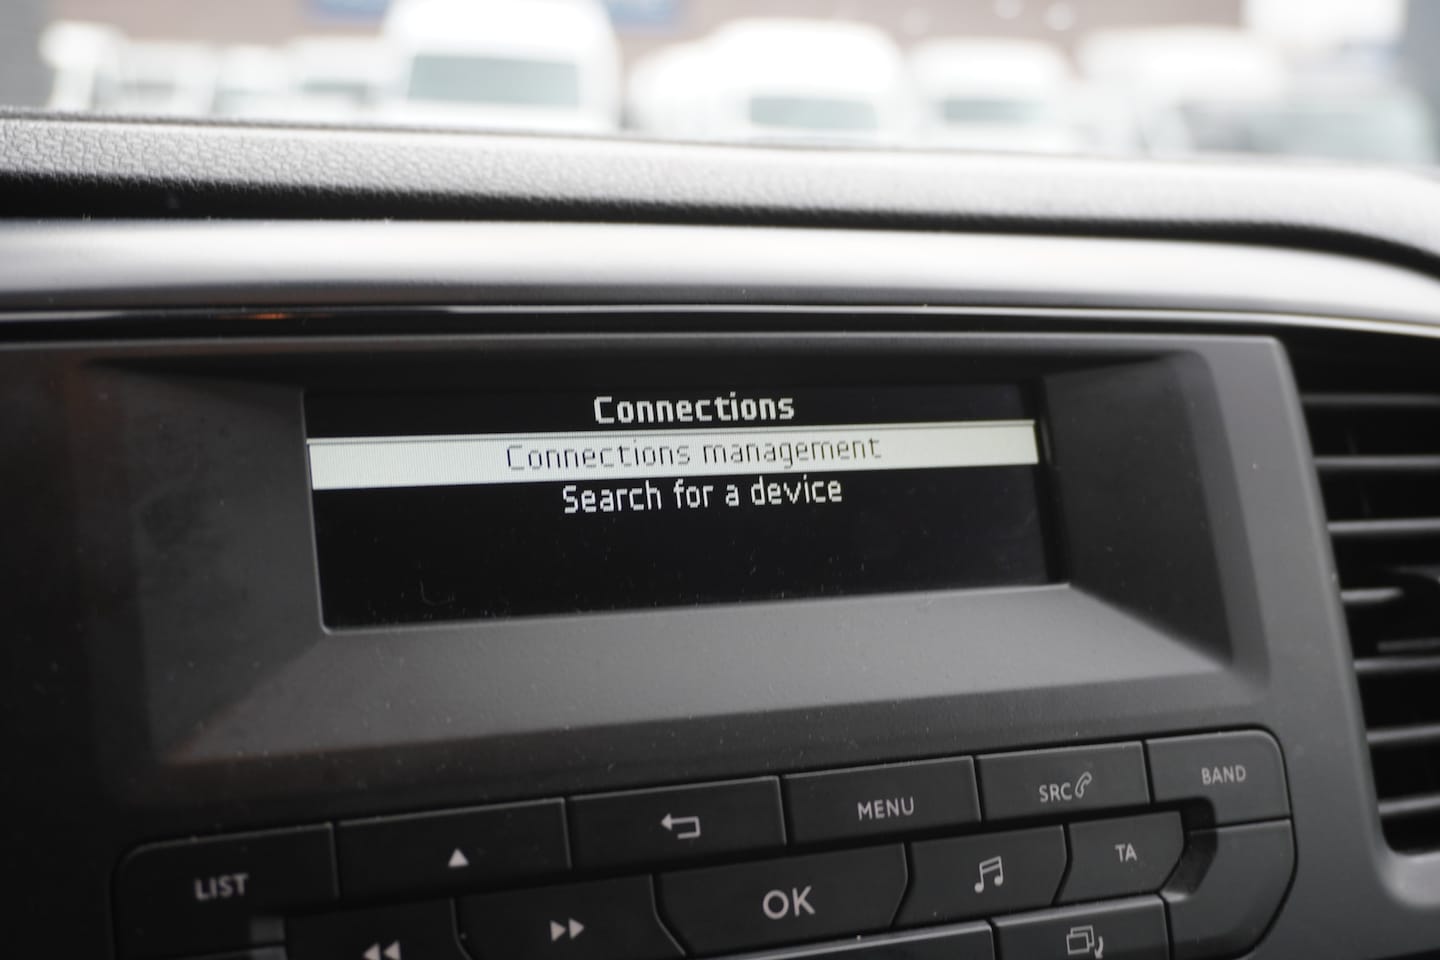 Connections
Connections management
Search for a device
MENU
SRC
BAND
LIST
OK
TA